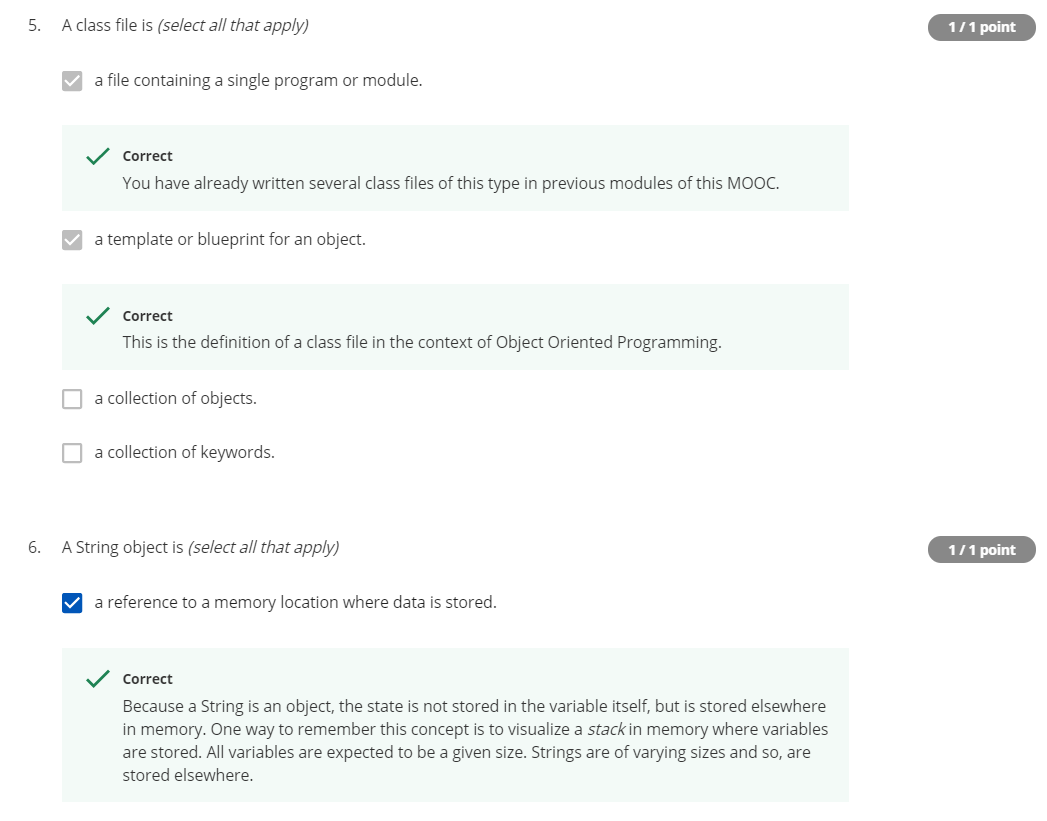 5. A class file is (select all that apply)
1 / 1 point
a file containing a single program or module.
Correct
You have already written several class files of this type in previous modules of this MOOC.
a template or blueprint for an object.
Correct
This is the definition of a class file in the context of Object Oriented Programming.
a collection of objects.
a collection of keywords.
6. A String object is (select all that apply)
1 / 1 point
a reference to a memory location where data is stored.
Correct
Because a String is an object, the state is not stored in the variable itself, but is stored elsewhere
in memory. One way to remember this concept is to visualize a stack in memory where variables
are stored. All variables are expected to be a given size. Strings are of varying sizes and so, are
stored elsewhere.